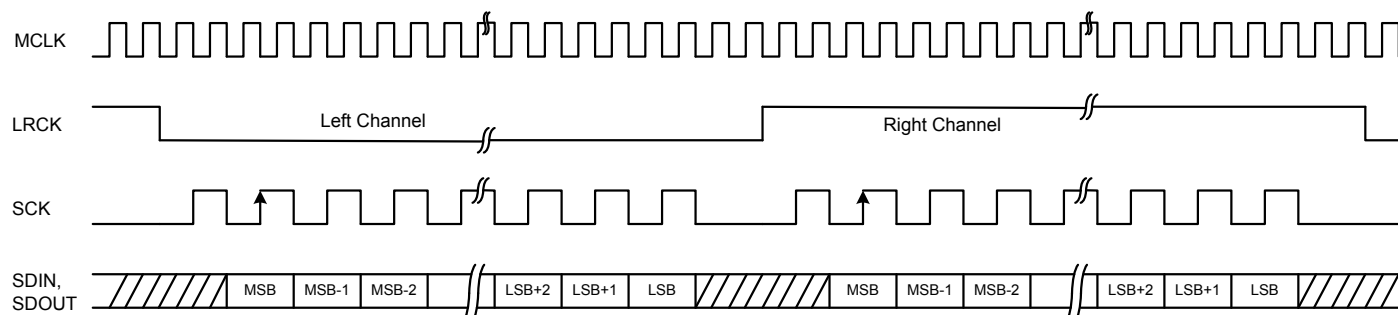 MCLK
LRCK
Left Channel
Right Channel
SCK
SDIN,
SDOUT
MSB
MSB-1
MSB-2
LSB+2
LSB+1
LSB
MSB
MSB-1
MSB-2
LSB+2
LSB+1
LSB